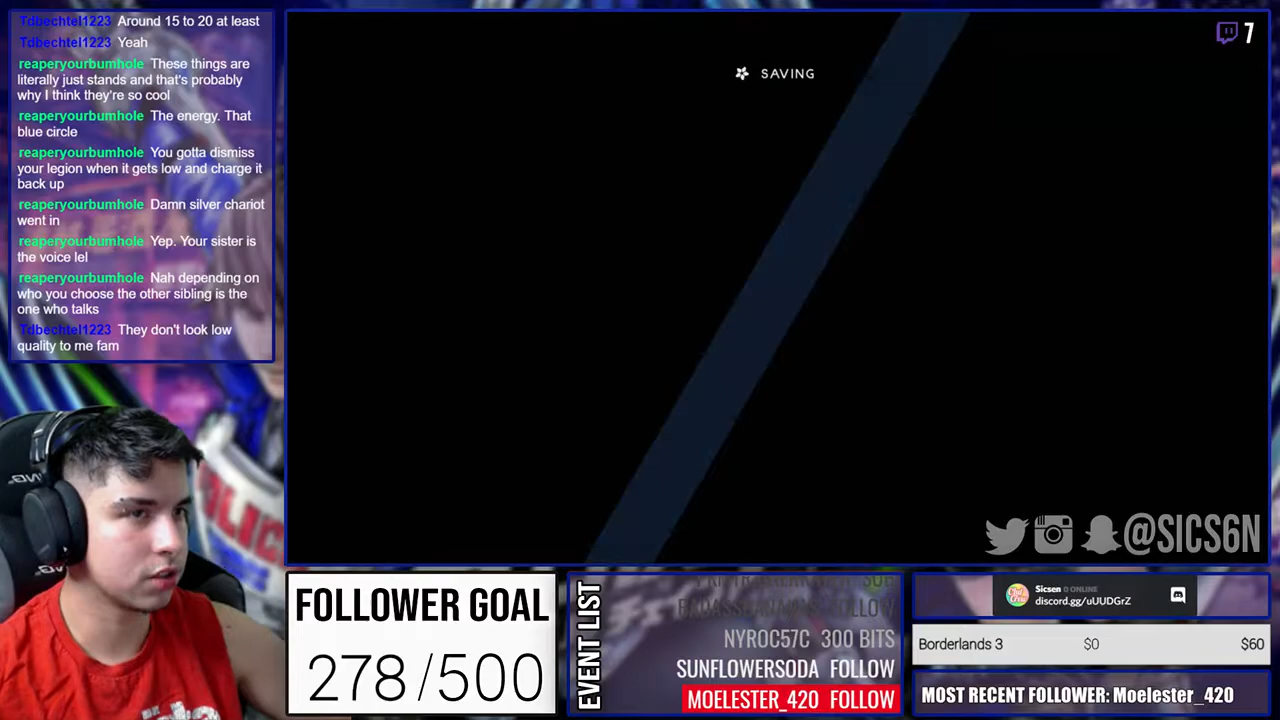 Tdbechtel1223 Around 15 to 20 at least
Tdbechtel1223 Yeah
reaperyourbumhole These things are
literally just stands and that's probably
why I think they're so cool
reaperyourbumhole The energy. That
blue circle
reaperyourbumhole You gotta dismiss
your legion when it gets low and charge it
back up
reaperyourbumhole Damn silver chariot
went in
reaperyourbumhole Yep. Your sister is
the voice lel
reaperyourbumhole Nah depending on
who you choose the other sibling is the
one who talks
Tdbechtel1223 They don't look low
quality to me fam
SAVING
7
@SICS6N
FOLLOWER GOAL
278/500
EVENT LIST
FOLLOW
NYROC57C 300 BITS
SUNFLOWERSODA FOLLOW
MOELESTER_420 FOLLOW
Sicsen 0 ONLINE
discord.gg/uUUDGrZ
Borderlands 3 $0 $60
MOST RECENT FOLLOWER: Moelester_420